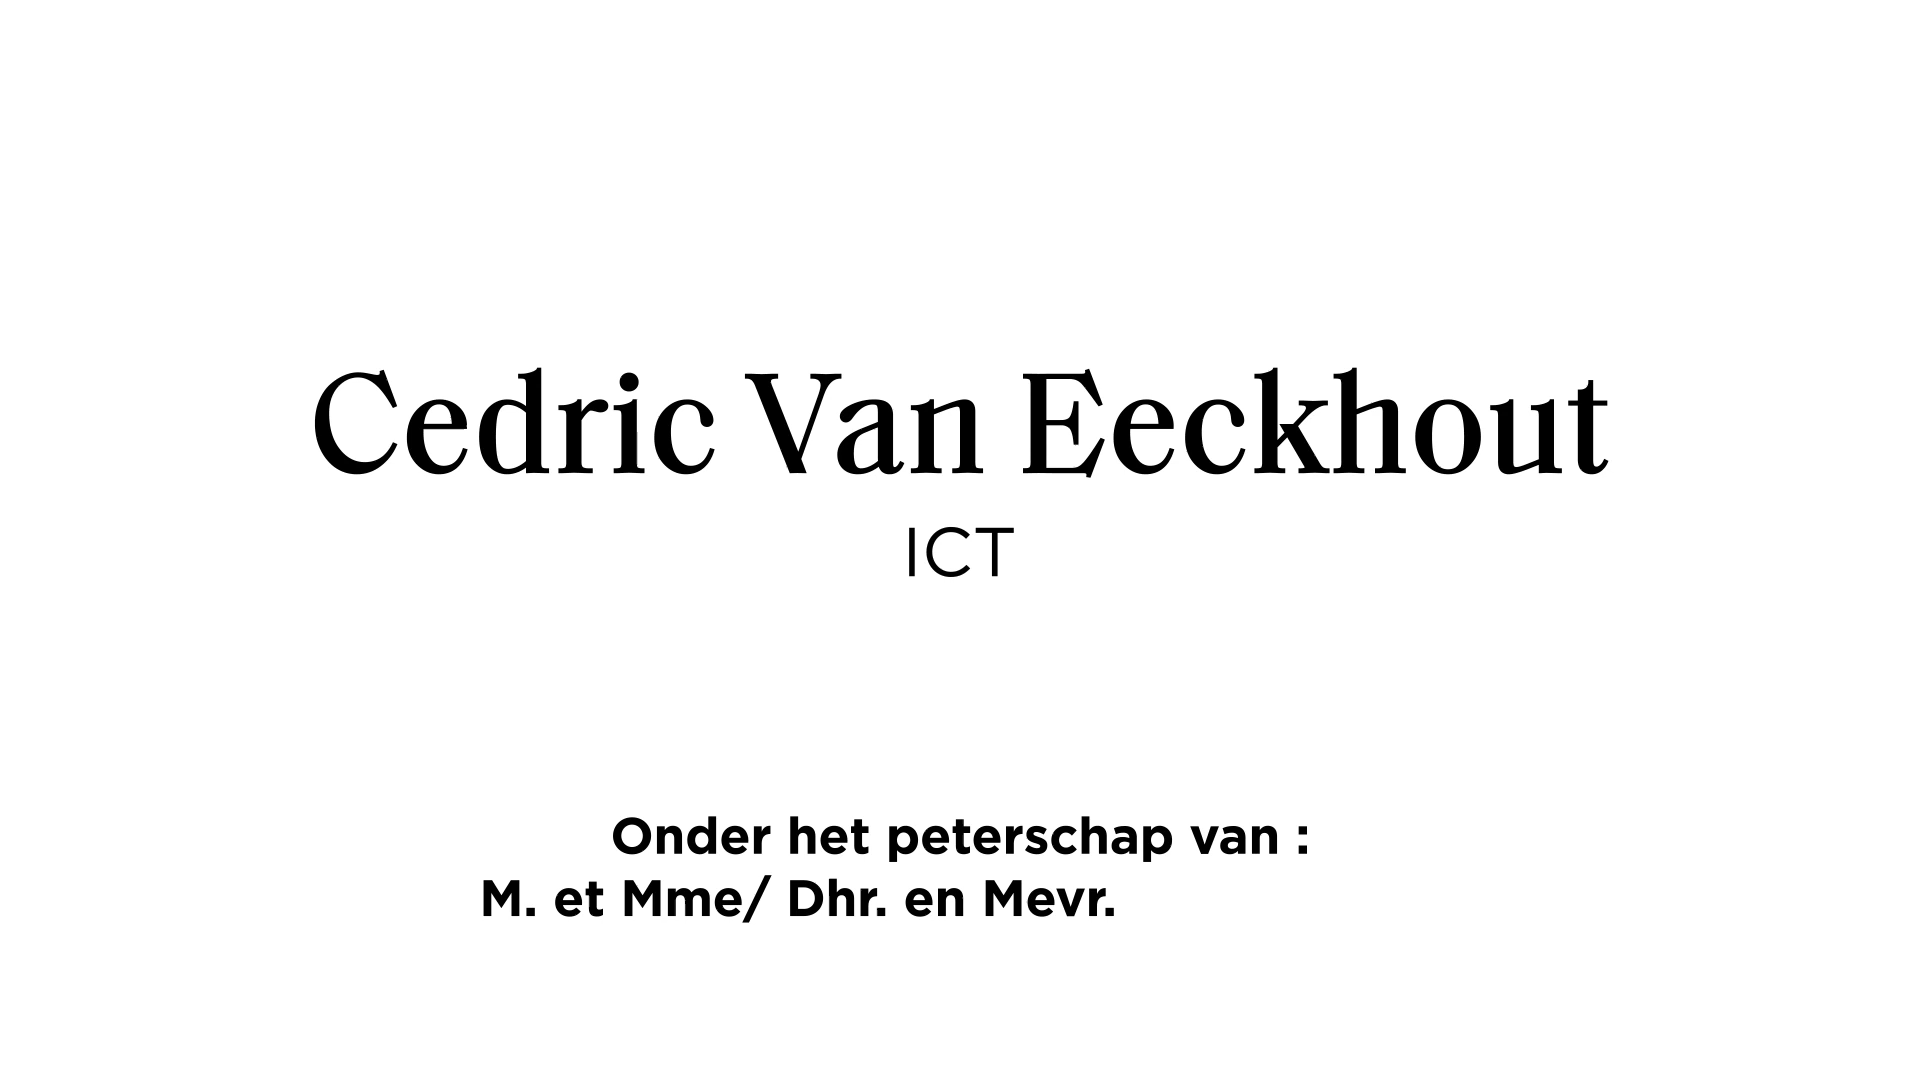 Cedric Van Eeckhout
ICT
Onder het peterschap van :
M. et Mme/ Dhr. en Mevr.